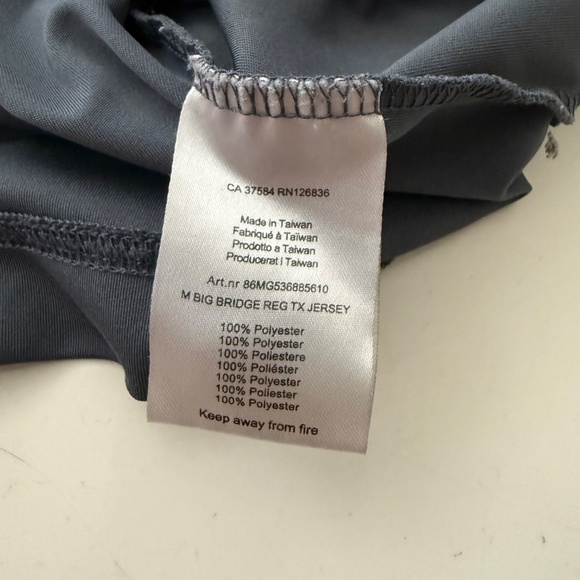 CA 37584 RN126836
Made in Taiwan
Fabriqué à Taïwan
Prodotto a Taiwan
Producerat i Taiwan
Art.nr 86MG536885610
M BIG BRIDGE REG TX JERSEY
100% Polyester
100% Polyester
100% Poliestere
100% Poliéster
100% Polyester
100% Poliester
100% Polyester
Keep away from fire